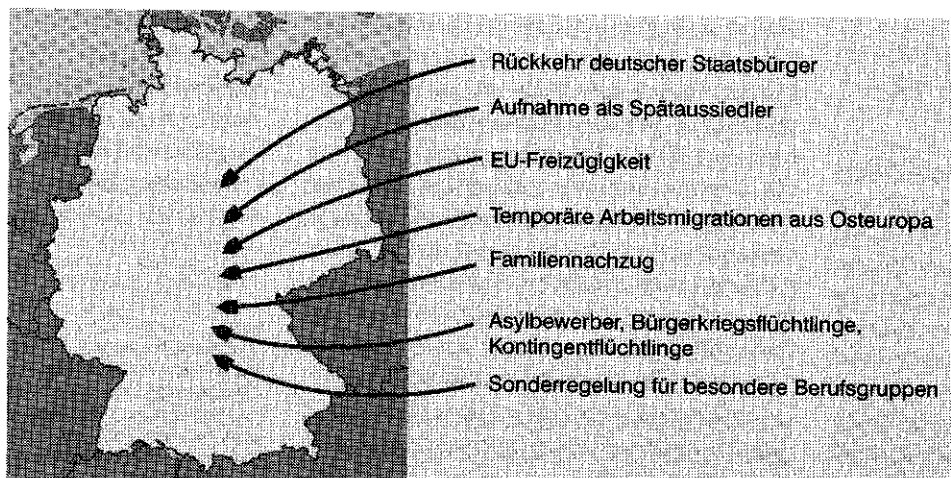 Rückkehr deutscher Staatsbürger
Aufnahme als Spätaussiedler
EU-Freizügigkeit
Temporäre Arbeitsmigrationen aus Osteuropa
Familiennachzug
Asylbewerber, Bürgerkriegsflüchtlinge,
Kontingentflüchtlinge
Sonderregelung für besondere Berufsgruppen